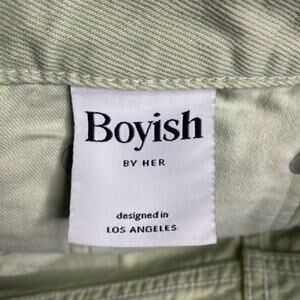 Boyish
BY HER
designed in
LOS ANGELES